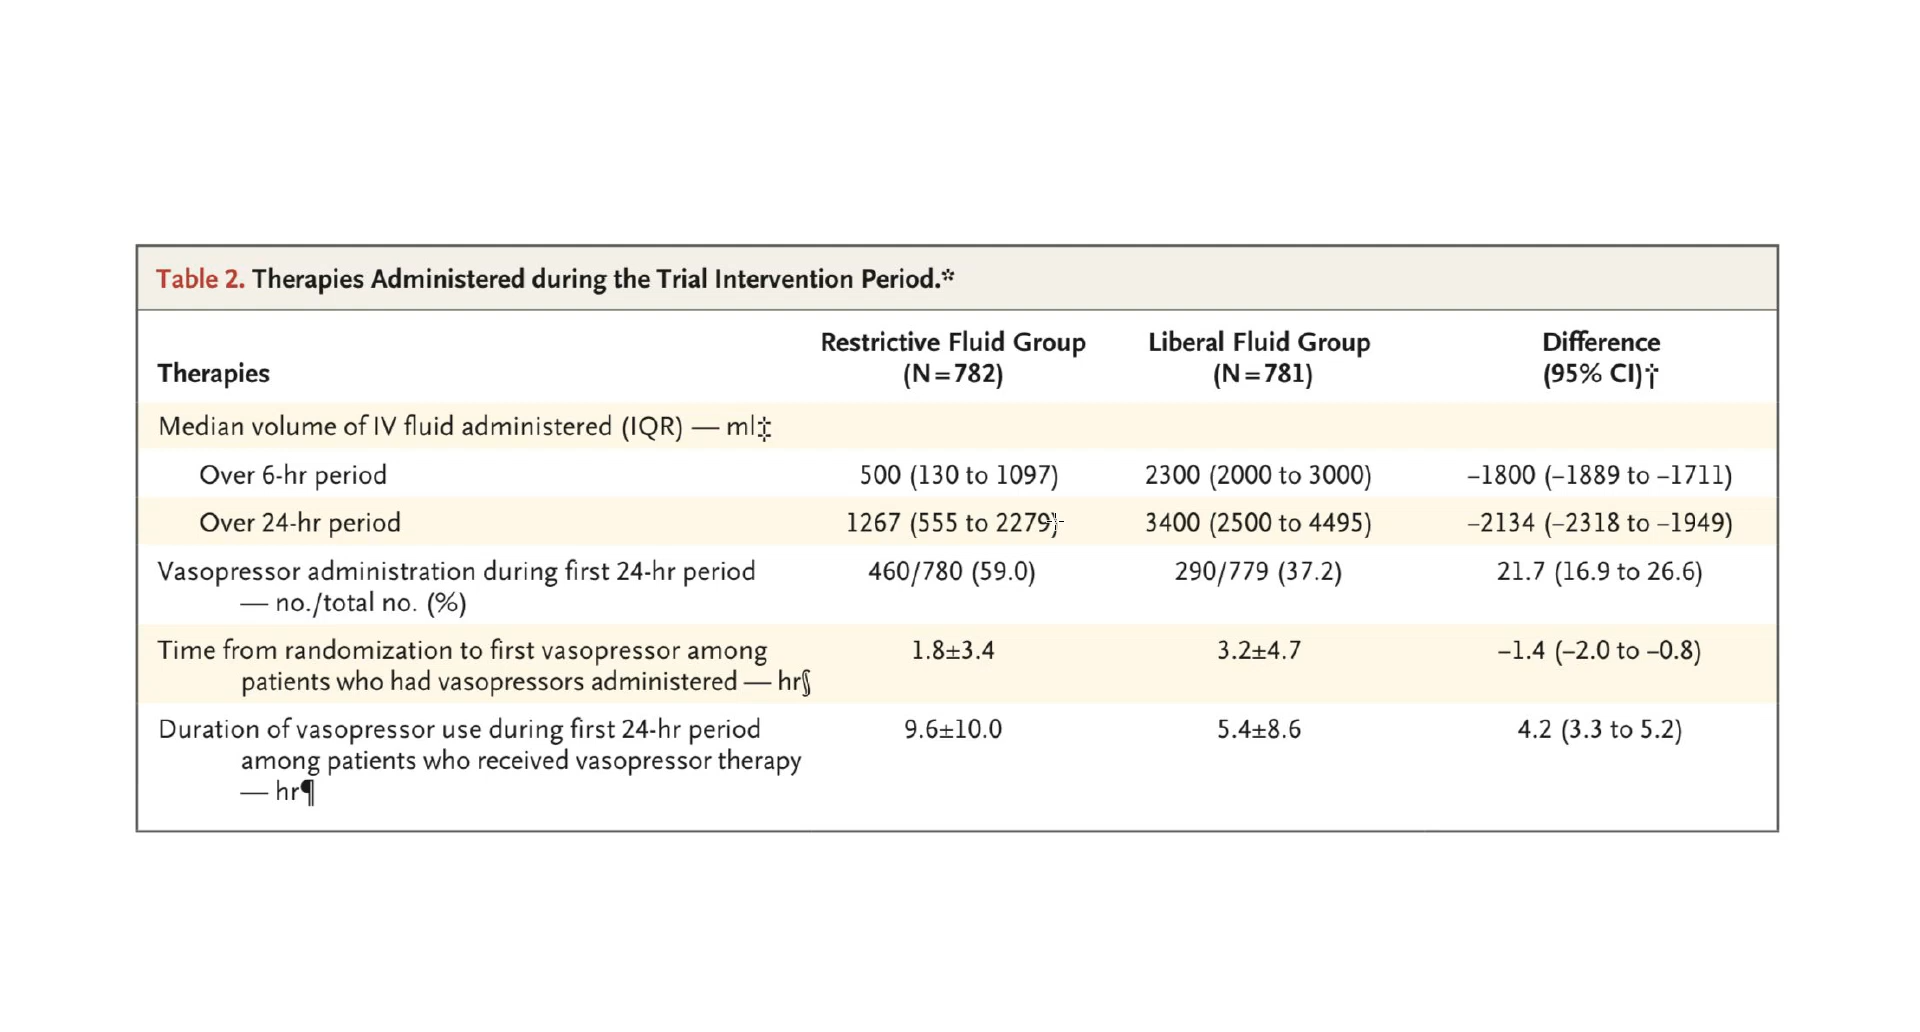 Table 2. Therapies Administered during the Trial Intervention Period.*
Therapies
Restrictive Fluid Group
(N=782)
Liberal Fluid Group
(N=781)
Difference
(95% CI)†
Median volume of IV fluid administered (IQR) — ml‡
Over 6-hr period 500 (130 to 1097) 2300 (2000 to 3000) –1800 (–1889 to –1711)
Over 24-hr period 1267 (555 to 2279) 3400 (2500 to 4495) –2134 (–2318 to –1949)
Vasopressor administration during first 24-hr period
— no./total no. (%)
460/780 (59.0) 290/779 (37.2) 21.7 (16.9 to 26.6)
Time from randomization to first vasopressor among
patients who had vasopressors administered — hr§
1.8±3.4 3.2±4.7 –1.4 (–2.0 to –0.8)
Duration of vasopressor use during first 24-hr period
among patients who received vasopressor therapy
— hr¶
9.6±10.0 5.4±8.6 4.2 (3.3 to 5.2)